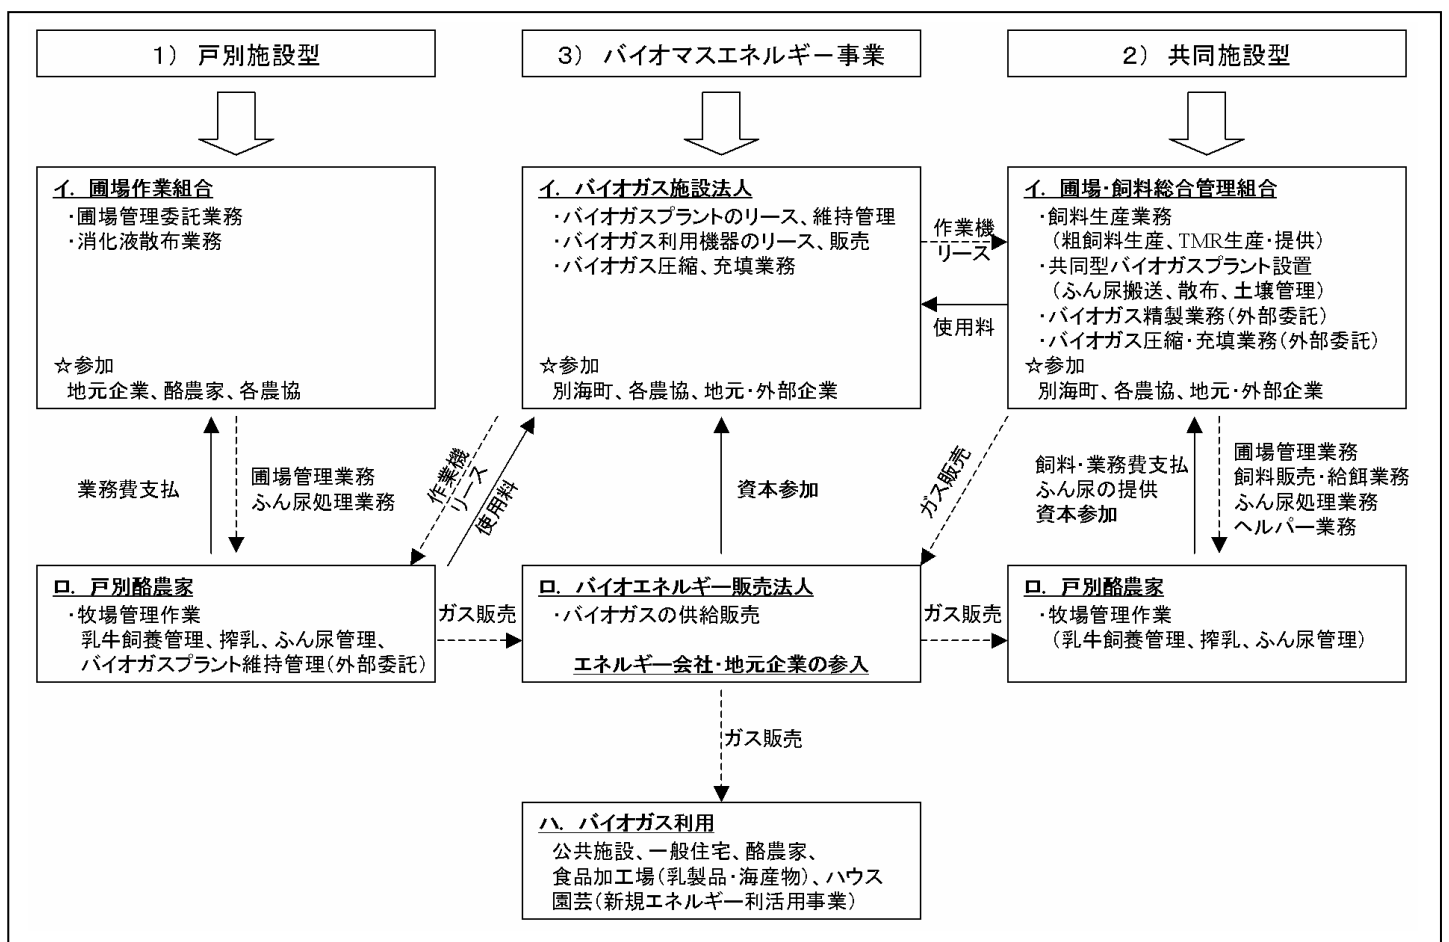 1） 戸別施設型
3） バイオマスエネルギー事業
2） 共同施設型
イ. 圃場作業組合
・圃場管理委託業務
・消化液散布業務
☆参加
地元企業、酪農家、各農協
イ. バイオガス施設法人
・バイオガスプラントのリース、維持管理
・バイオガス利用機器のリース、販売
・バイオガス圧縮、充填業務
☆参加
別海町、各農協、地元・外部企業
作業機
リース
使用料
イ. 圃場・飼料総合管理組合
・飼料生産業務
（粗飼料生産、TMR生産・提供）
・共同型バイオガスプラント設置
（ふん尿搬送、散布、土壌管理）
・バイオガス精製業務（外部委託）
・バイオガス圧縮・充填業務（外部委託）
☆参加
別海町、各農協、地元・外部企業
業務費支払
圃場管理業務
ふん尿処理業務
作業機
リース
使用料
資本参加
ガス販売
飼料・業務費支払
ふん尿の提供
資本参加
圃場管理業務
飼料販売・給餌業務
ふん尿処理業務
ヘルパー業務
ロ. 戸別酪農家
・牧場管理作業
乳牛飼養管理、搾乳、ふん尿管理、
バイオガスプラント維持管理（外部委託）
ガス販売
ロ. バイオエネルギー販売法人
・バイオガスの供給販売
エネルギー会社・地元企業の参入
ガス販売
ロ. 戸別酪農家
・牧場管理作業
（乳牛飼養管理、搾乳、ふん尿管理）
ガス販売
ハ. バイオガス利用
公共施設、一般住宅、酪農家、
食品加工場（乳製品・海産物）、ハウス
園芸（新規エネルギー利活用事業）